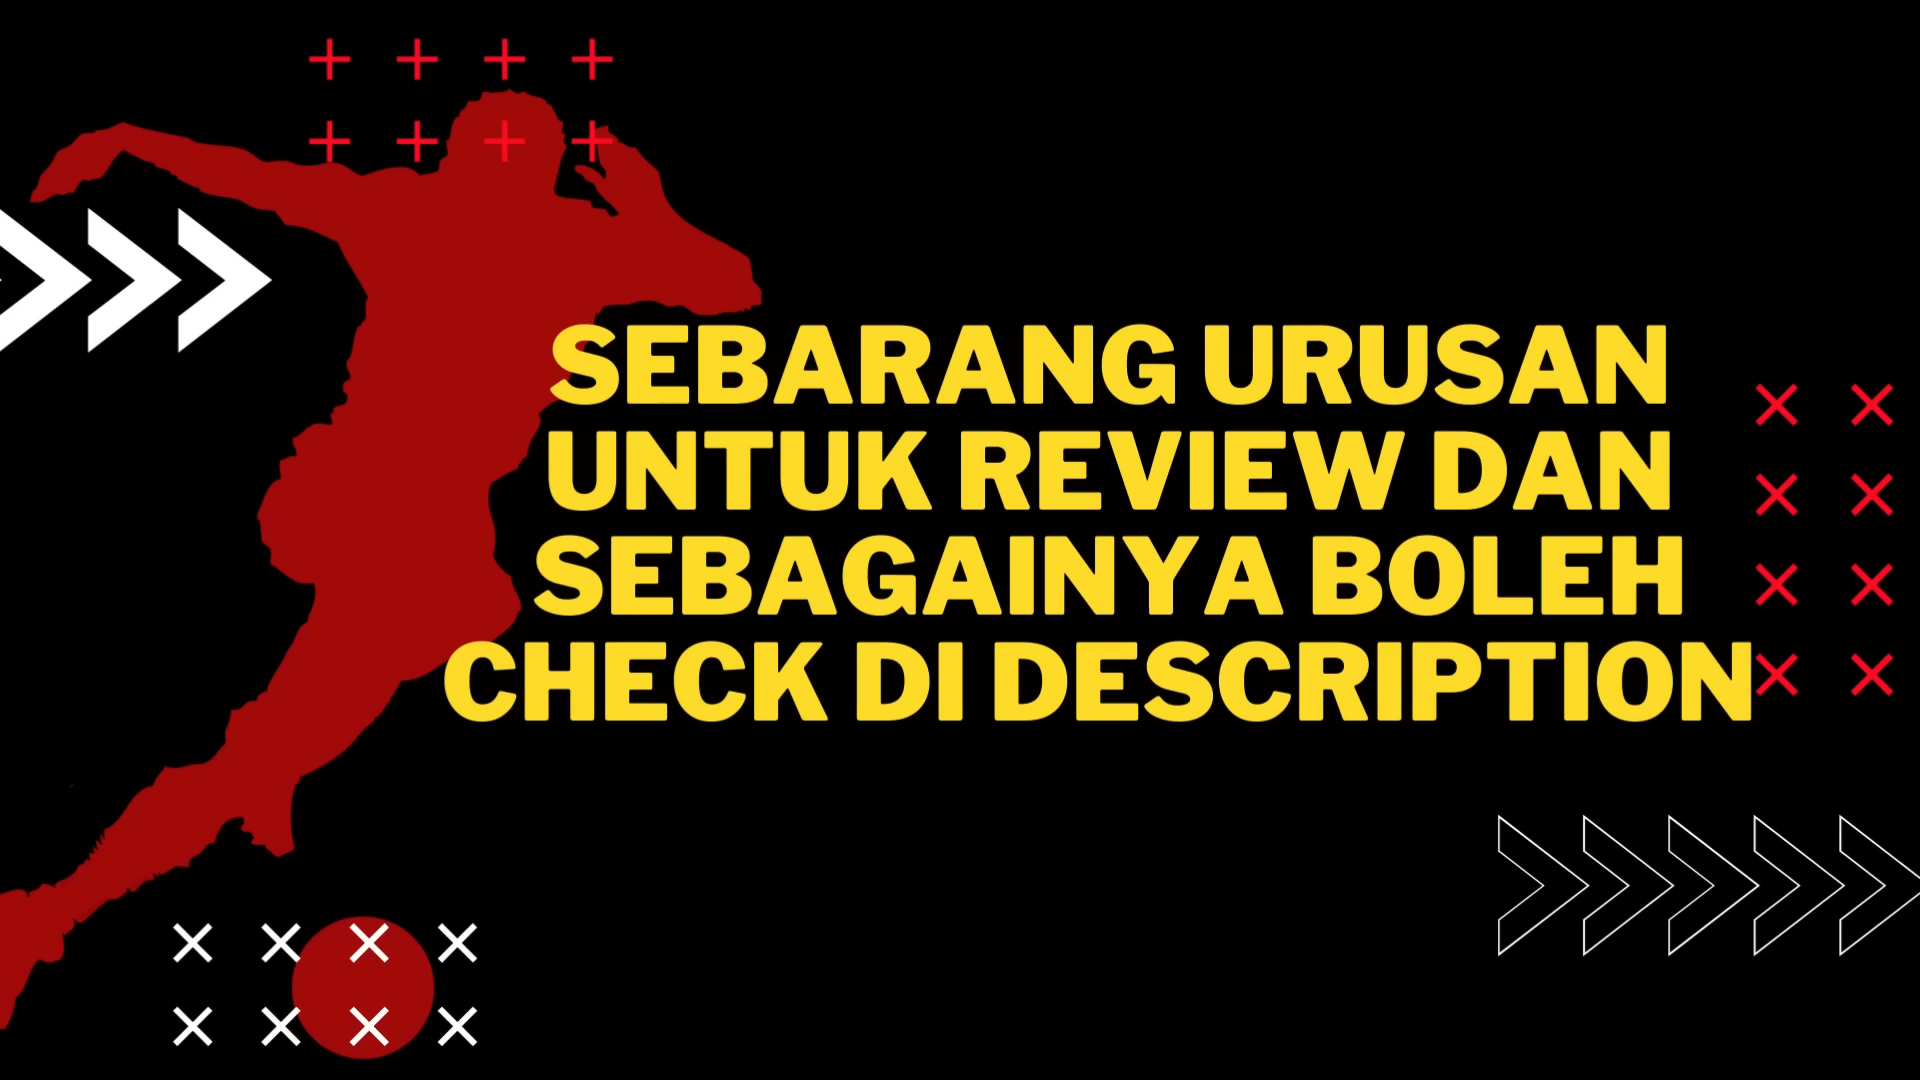 SEBARANG URUSAN
UNTUK REVIEW DAN
SEBAGAINYA BOLEH
CHECK DI DESCRIPTION